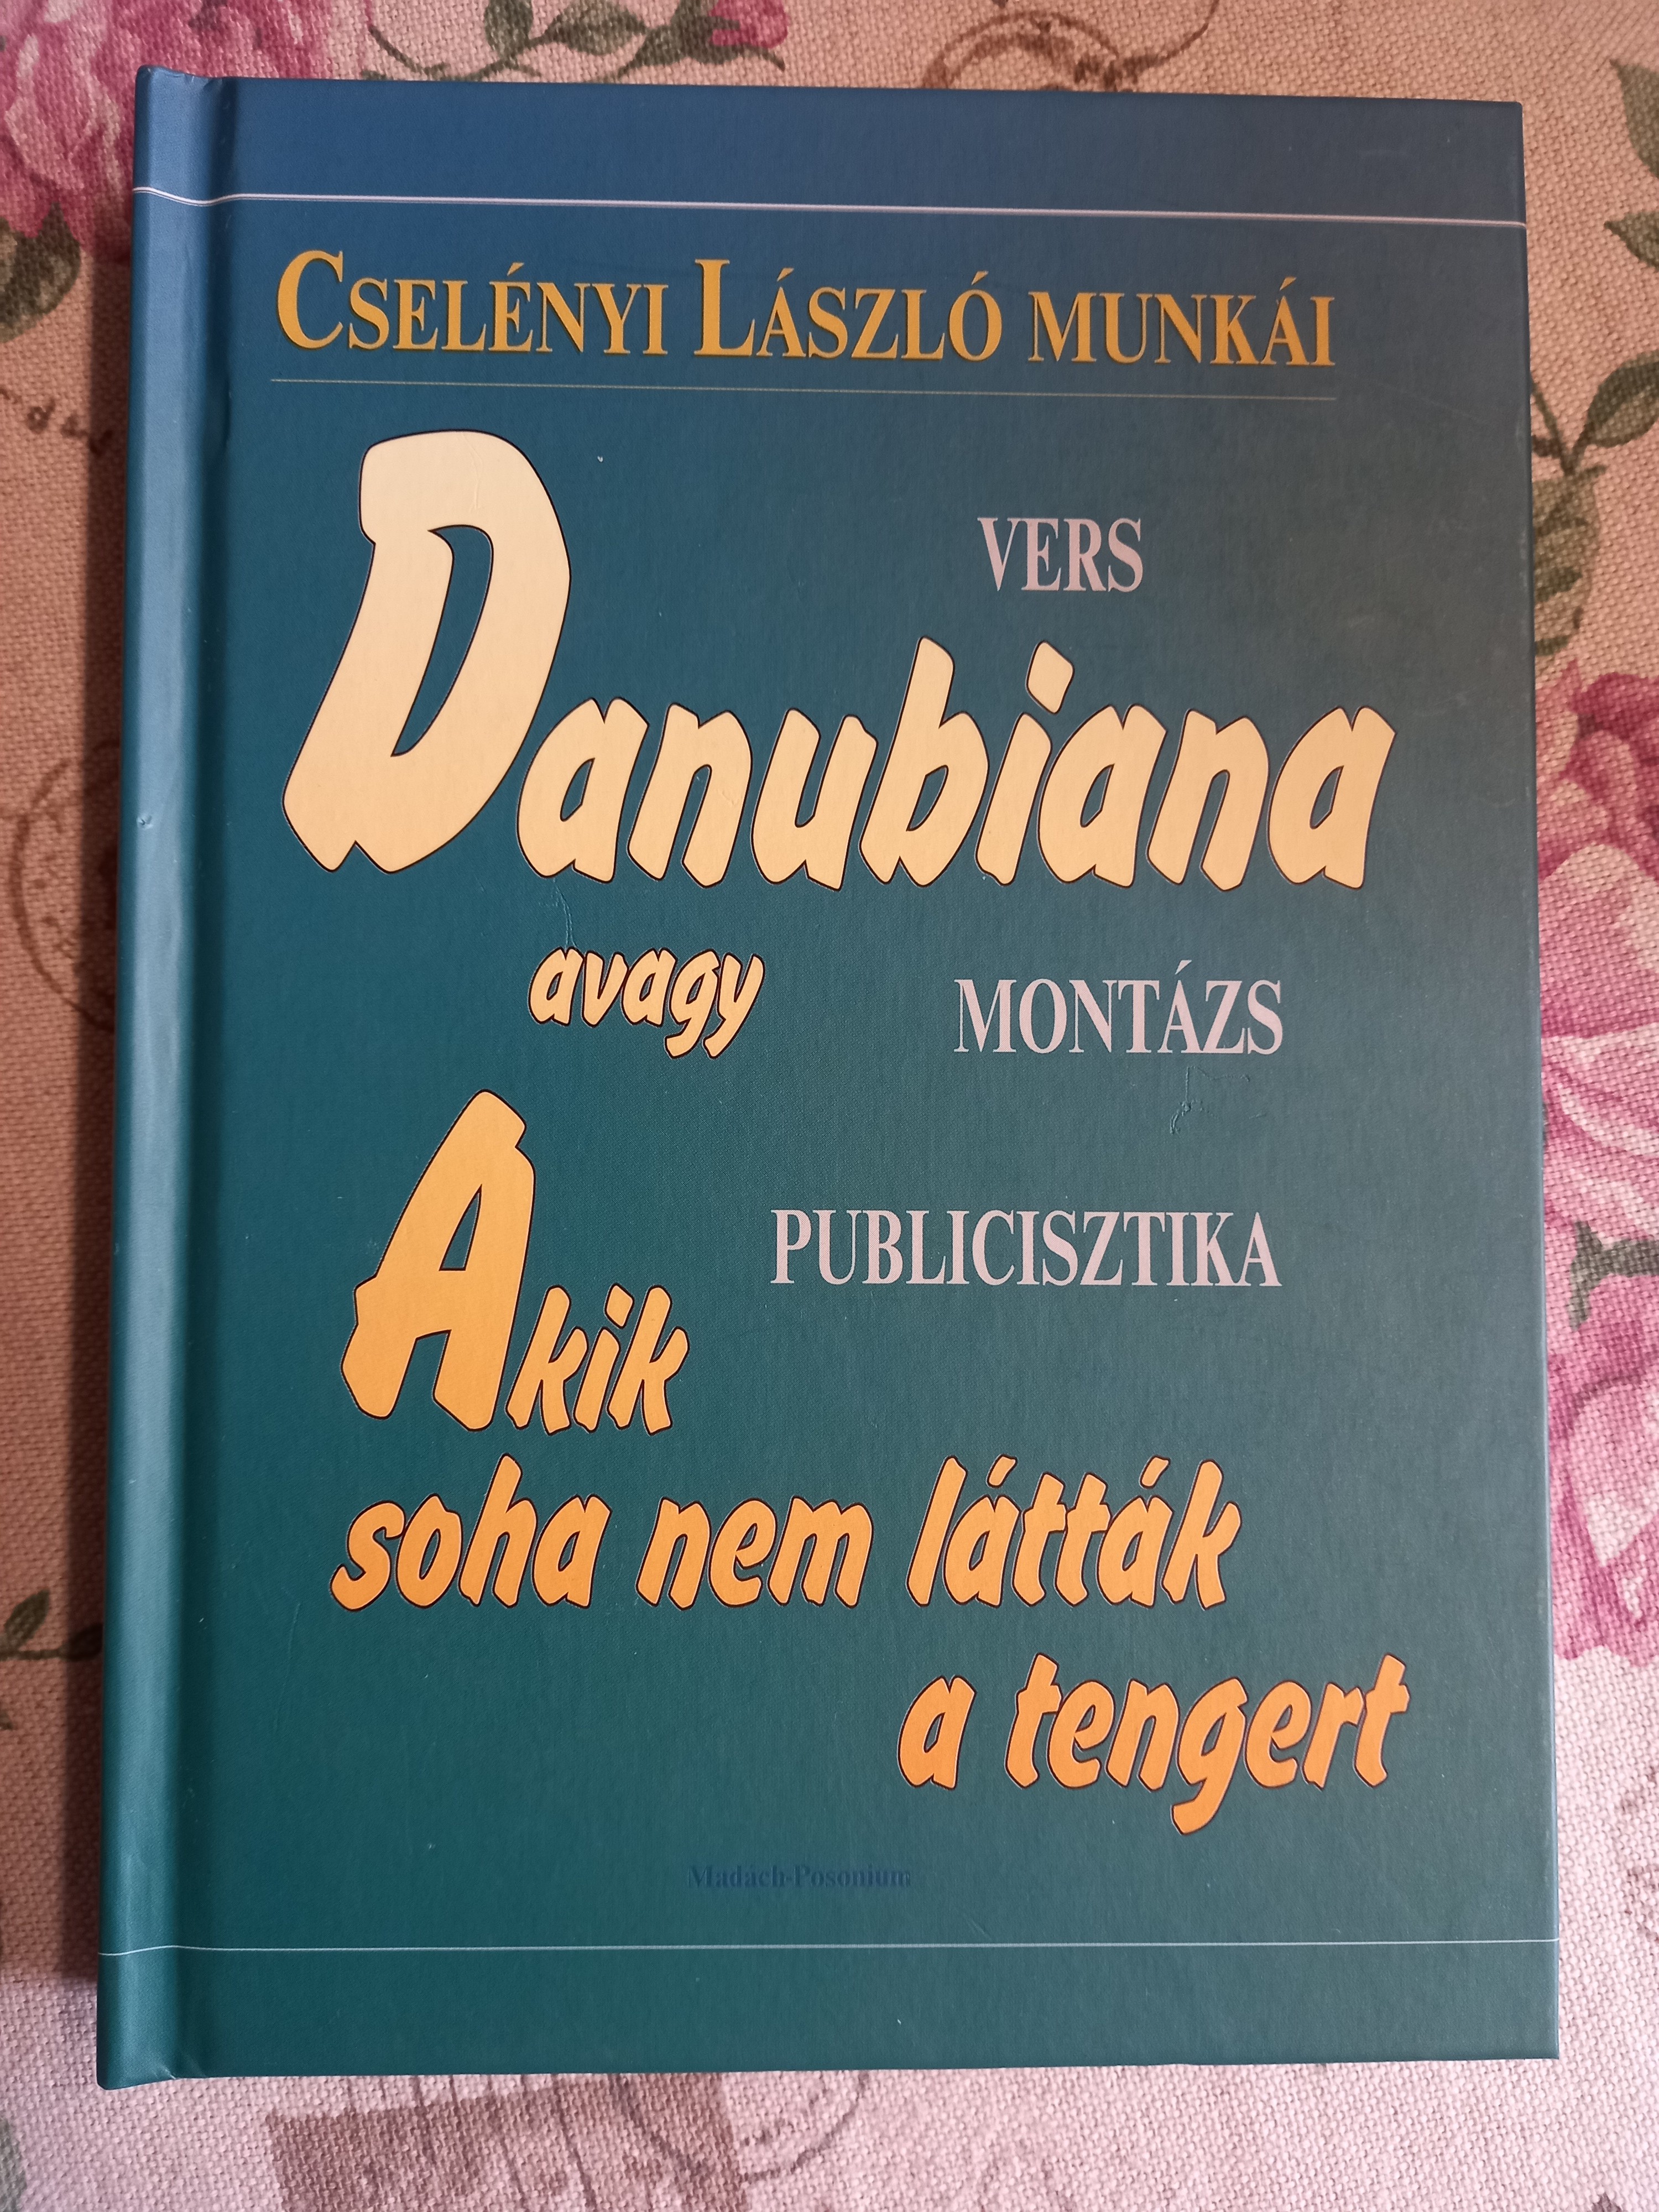 CSELÉNYI LÁSZLÓ MUNKÁI
VERS
Danubiana
avagy
MONTÁZS
PUBLICISZTIKA
Akik
soha nem látták
a tengert
Madách-Posonium